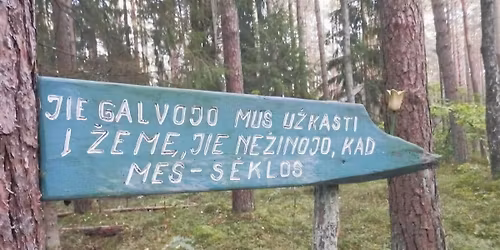 JIE GALVOJO MUS UŽKASTI
I ŽEMĘ, JIE NEŽINOJO, KAD
MES-SĖKLOS